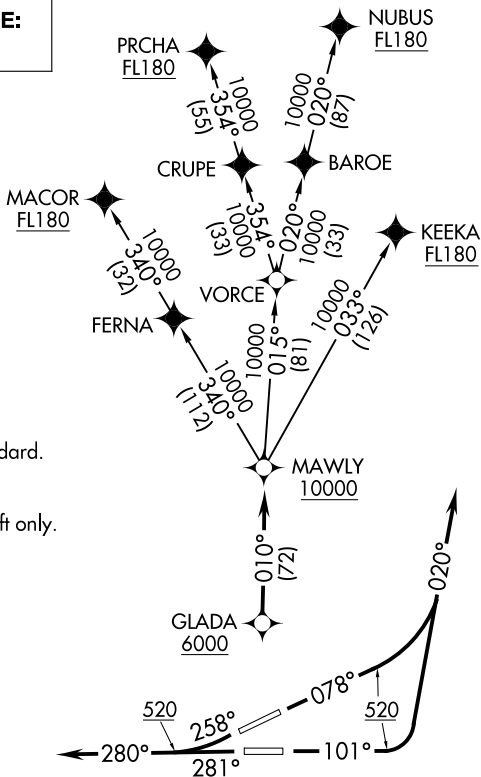 E:
NUBUS
FL180
PRCHA
FL180
10000
354°
(55)
10000
020°
(87)
CRUPE
BAROE
MACOR
FL180
354°
10000
(33)
020°
10000
(33)
KEEKA
FL180
10000
340°
(32)
VORCE
10000
033°
(126)
FERNA
10000
015°
(81)
10000
340°
(112)
dard.
MAWLY
10000
ft only.
010°
(72)
020°
GLADA
6000
078°
520
258°
520
280°
281°
101°